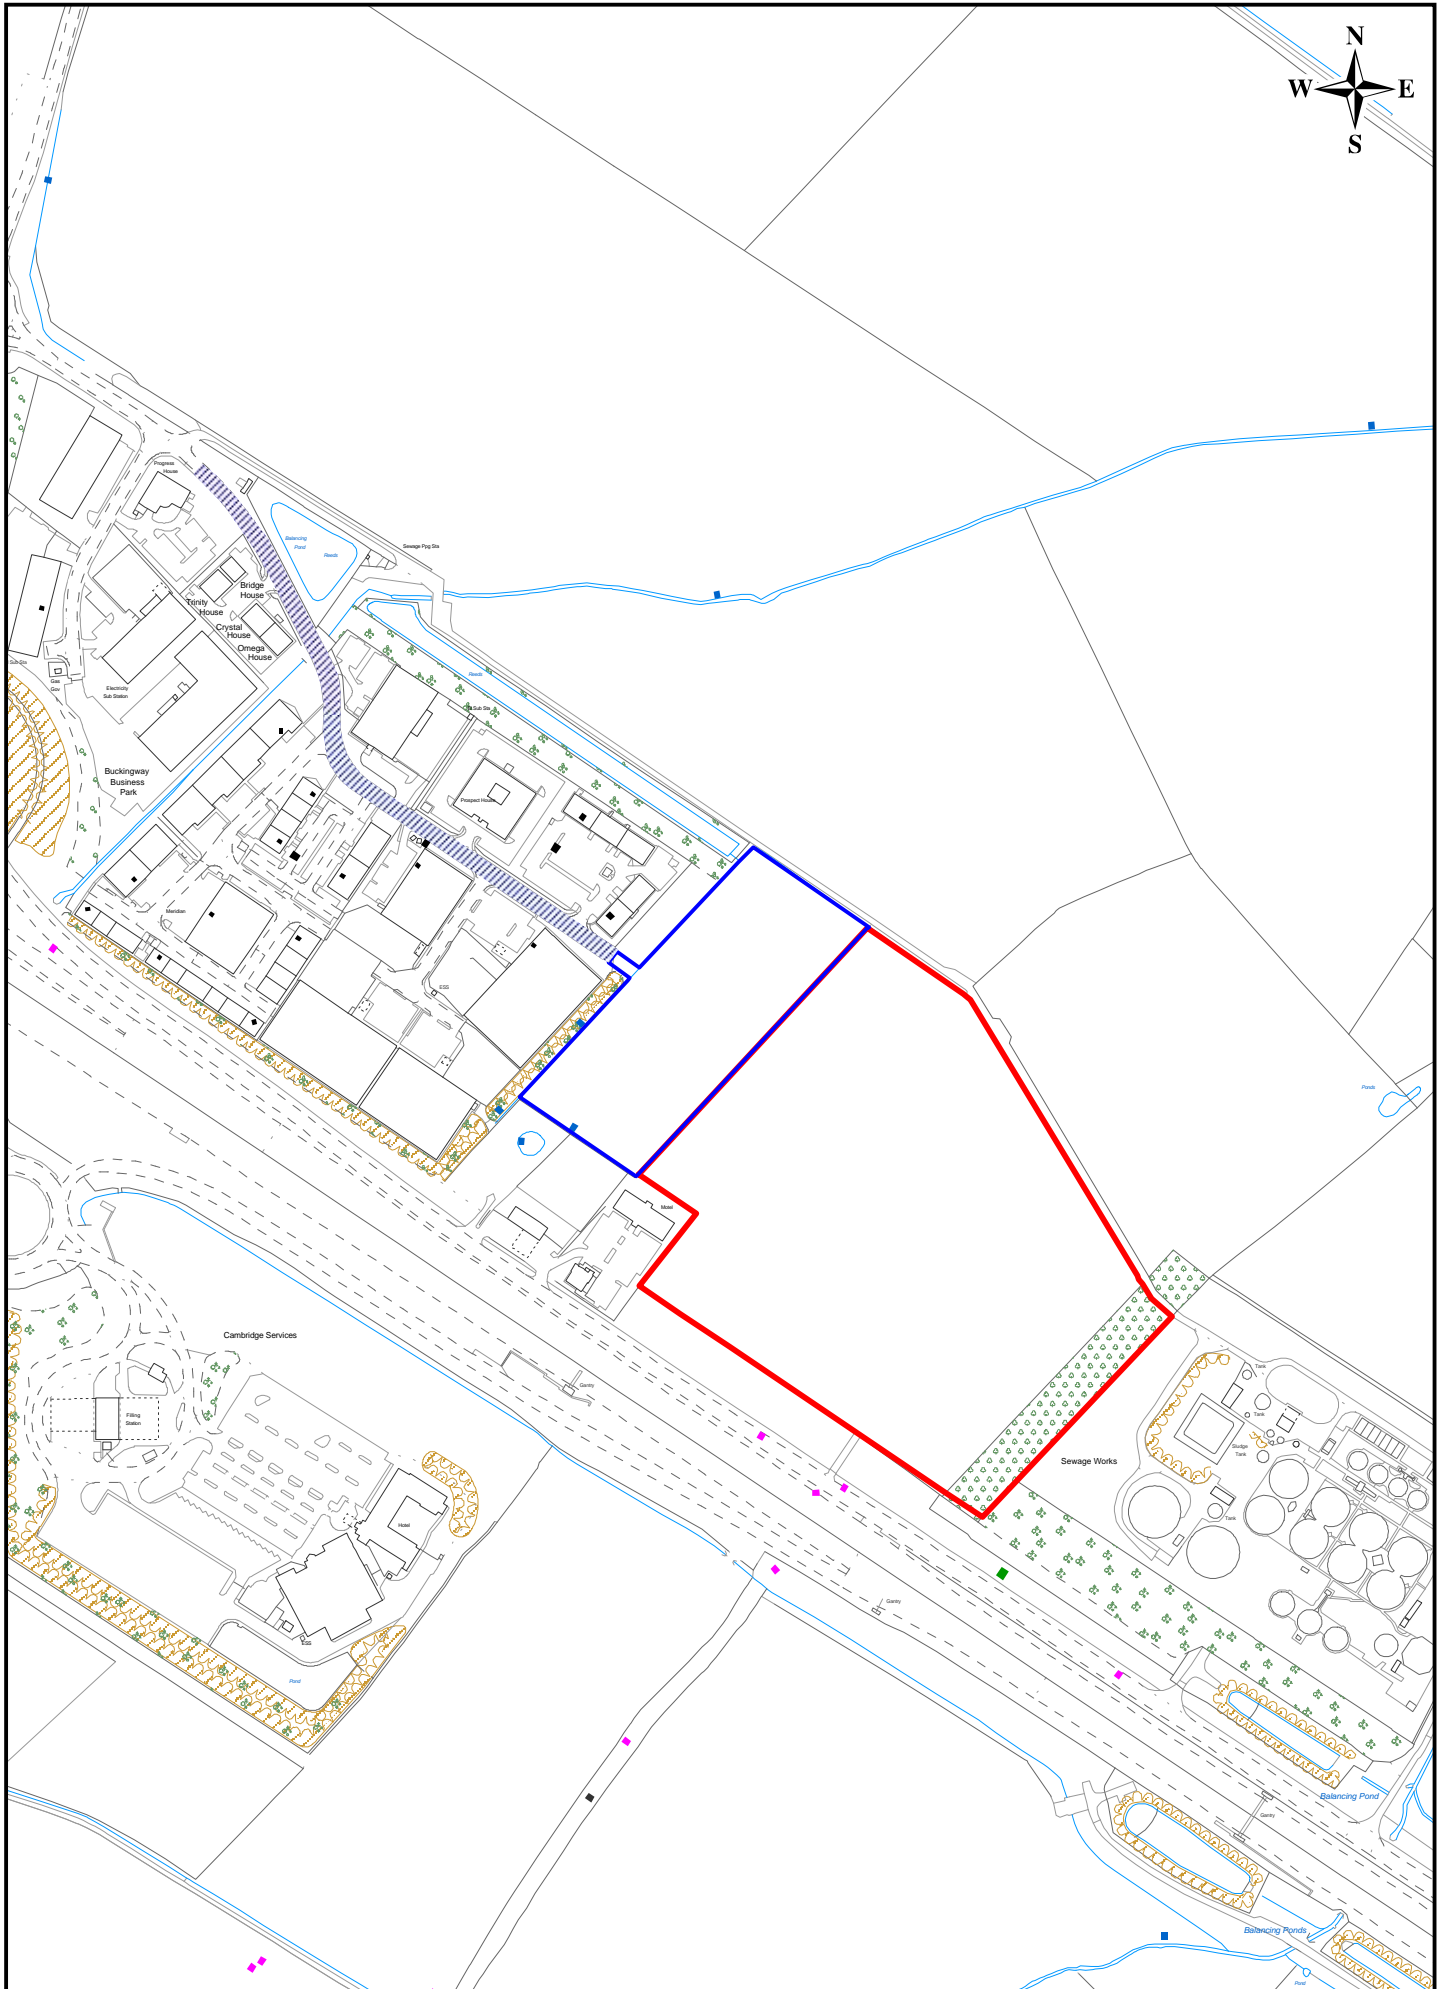 N
W E
S
Progress
House
Balancing
Pond
Reeds
Sewage Ppg Sta
Bridge
House
Trinity
House
Crystal
House
Omega
House
Sub Sta
Gas
Gov
Electricity
Sub Station
Reeds
Sub Sta
Buckingway
Business
Park
Prospect House
Meridian
ESS
Ponds
Motel
Cambridge Services
Gantry
Filling
Station
Tank
Tank
Sludge
Tank
Sewage Works
Tank
Hotel
Gantry
ESS
Pond
Balancing Pond
Gantry
Balancing Ponds
Pond